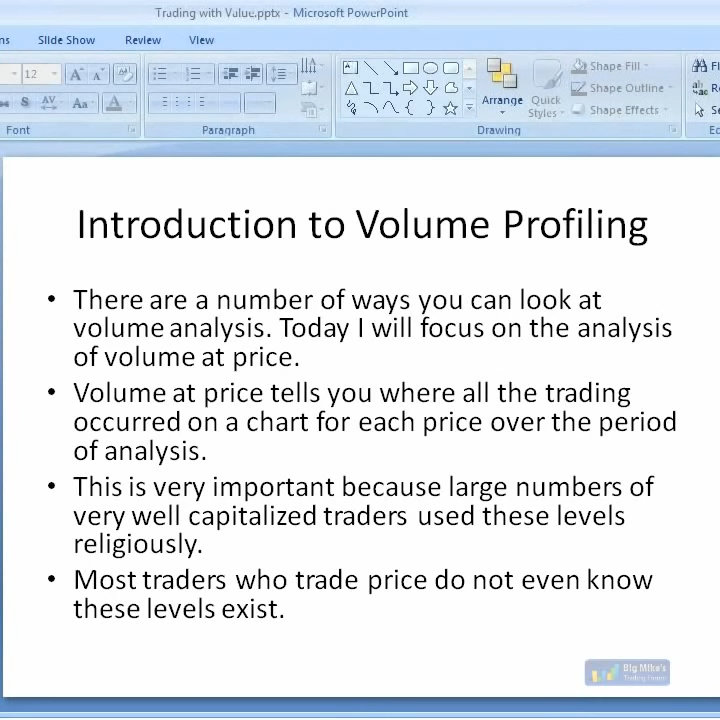 Trading with Value.pptx - Microsoft PowerPoint
ns Slide Show Review View
12 A A Aa A
S AV Aa A
Shape Fill
Shape Outline
Shape Effects
Arrange Quick Styles
Font Paragraph Drawing
Introduction to Volume Profiling
• There are a number of ways you can look at
volume analysis. Today I will focus on the analysis
of volume at price.
• Volume at price tells you where all the trading
occurred on a chart for each price over the period
of analysis.
• This is very important because large numbers of
very well capitalized traders used these levels
religiously.
• Most traders who trade price do not even know
these levels exist.
Big Mike's
Trading Forum